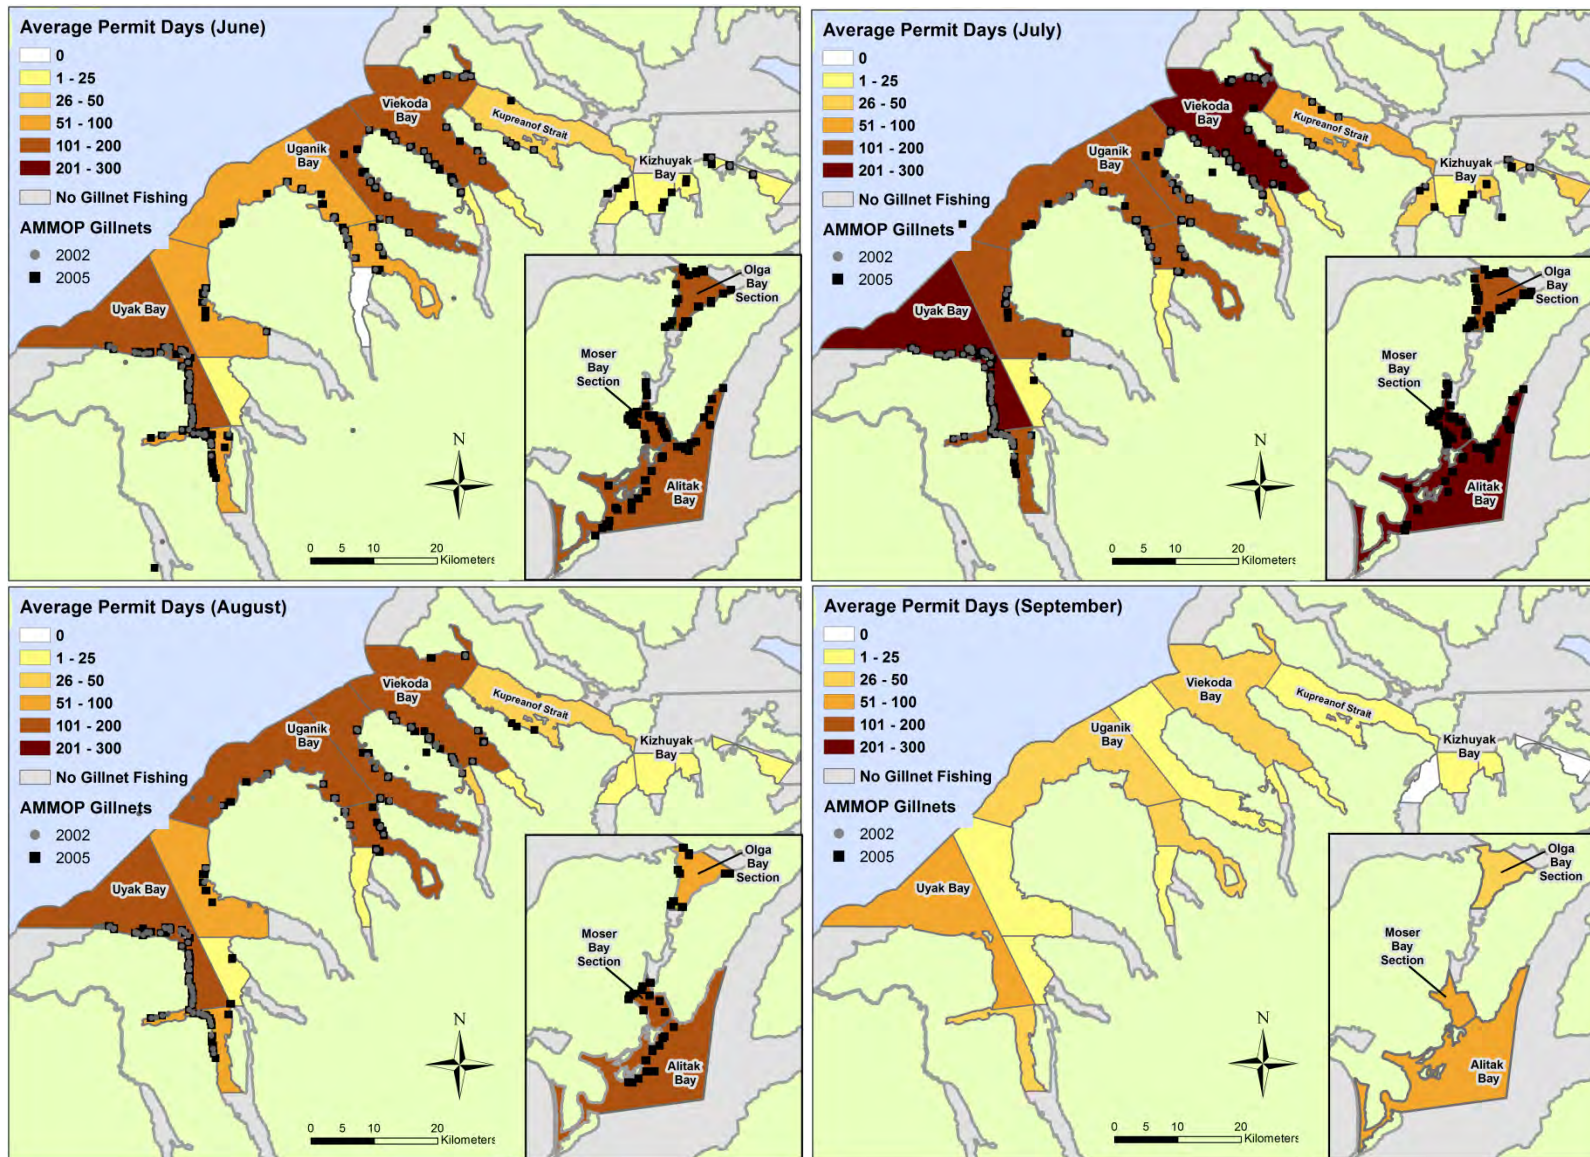 Average Permit Days (June)
0
1 - 25
26 - 50
51 - 100
101 - 200
201 - 300
No Gillnet Fishing
AMMOP Gillnets
2002
2005
Viekoda
Bay
Kupreanof Strait
Uganik
Bay
Kizhuyak
Bay
Uyak Bay
Olga
Bay
Section
Moser
Bay
Section
Alitak
Bay
N
0 5 10 20
Kilometers
Average Permit Days (July)
0
1 - 25
26 - 50
51 - 100
101 - 200
201 - 300
No Gillnet Fishing
AMMOP Gillnets
2002
2005
Viekoda
Bay
Kupreanof Strait
Uganik
Bay
Kizhuyak
Bay
Uyak Bay
Olga
Bay
Section
Moser
Bay
Section
Alitak
Bay
N
0 5 10 20
Kilometers
Average Permit Days (August)
0
1 - 25
26 - 50
51 - 100
101 - 200
201 - 300
No Gillnet Fishing
AMMOP Gillnets
2002
2005
Viekoda
Bay
Kupreanof Strait
Uganik
Bay
Kizhuyak
Bay
Uyak Bay
Olga
Bay
Section
Moser
Bay
Section
Alitak
Bay
N
0 5 10 20
Kilometers
Average Permit Days (September)
0
1 - 25
26 - 50
51 - 100
101 - 200
201 - 300
No Gillnet Fishing
AMMOP Gillnets
2002
2005
Viekoda
Bay
Kupreanof Strait
Uganik
Bay
Kizhuyak
Bay
Uyak Bay
Olga
Bay
Section
Moser
Bay
Section
Alitak
Bay
N
0 5 10 20
Kilometers